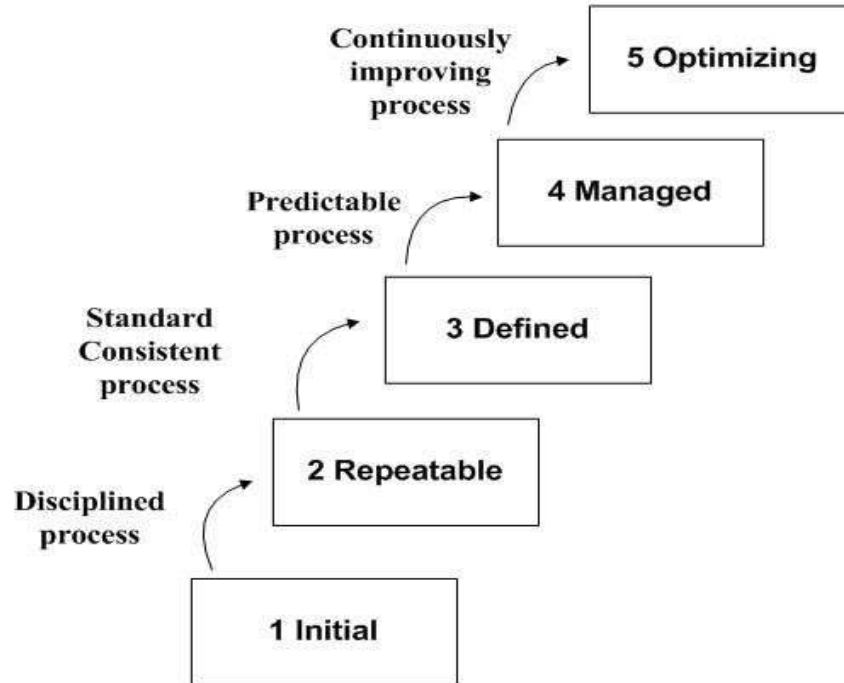 Continuously
improving
process
5 Optimizing
4 Managed
Predictable
process
3 Defined
Standard
Consistent
process
2 Repeatable
Disciplined
process
1 Initial